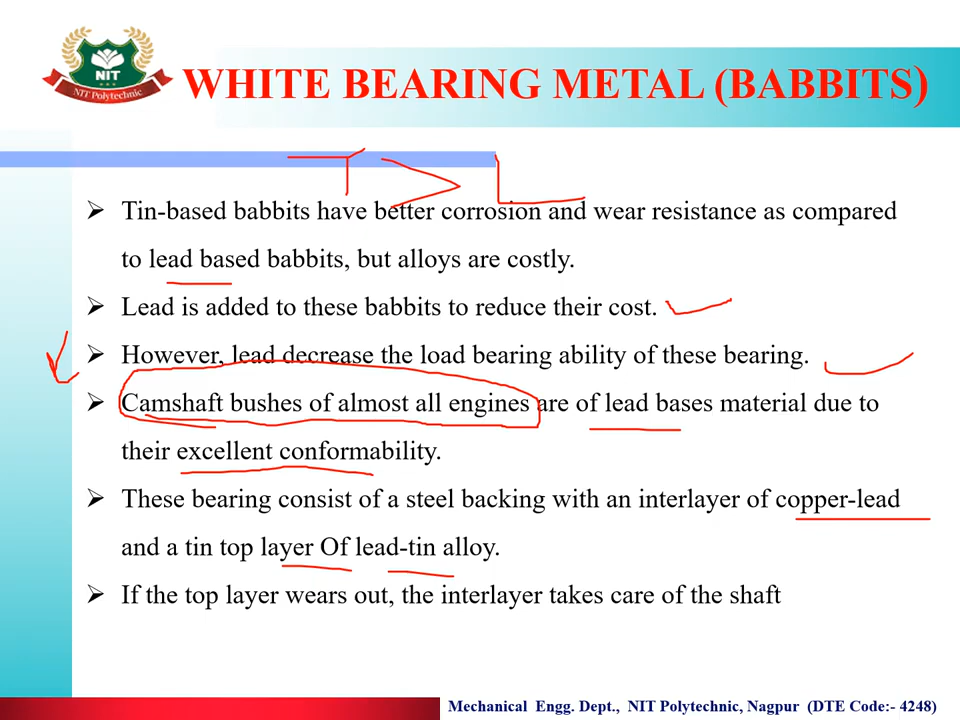 NIT
NIT Polytechnic
WHITE BEARING METAL (BABBITS)
T > L
➢ Tin-based babbits have better corrosion and wear resistance as compared
to lead based babbits, but alloys are costly.
➢ Lead is added to these babbits to reduce their cost.
➢ However, lead decrease the load bearing ability of these bearing.
➢ Camshaft bushes of almost all engines are of lead bases material due to
their excellent conformability.
➢ These bearing consist of a steel backing with an interlayer of copper-lead
and a tin top layer Of lead-tin alloy.
➢ If the top layer wears out, the interlayer takes care of the shaft
Mechanical Engg. Dept., NIT Polytechnic, Nagpur (DTE Code:- 4248)